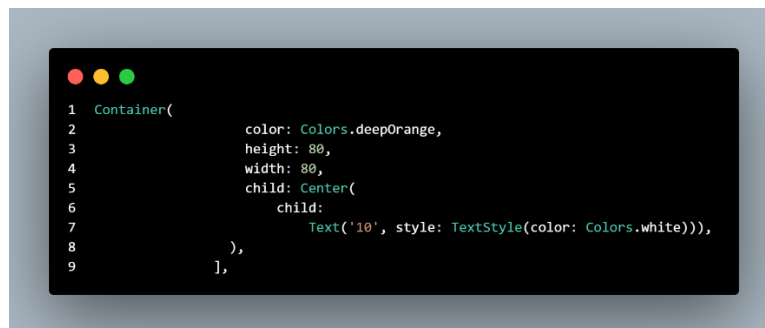 1 Container(
2 color: Colors.deepOrange,
3 height: 80,
4 width: 80,
5 child: Center(
6 child:
7 Text('10', style: TextStyle(color: Colors.white))),
8 ),
9 ],